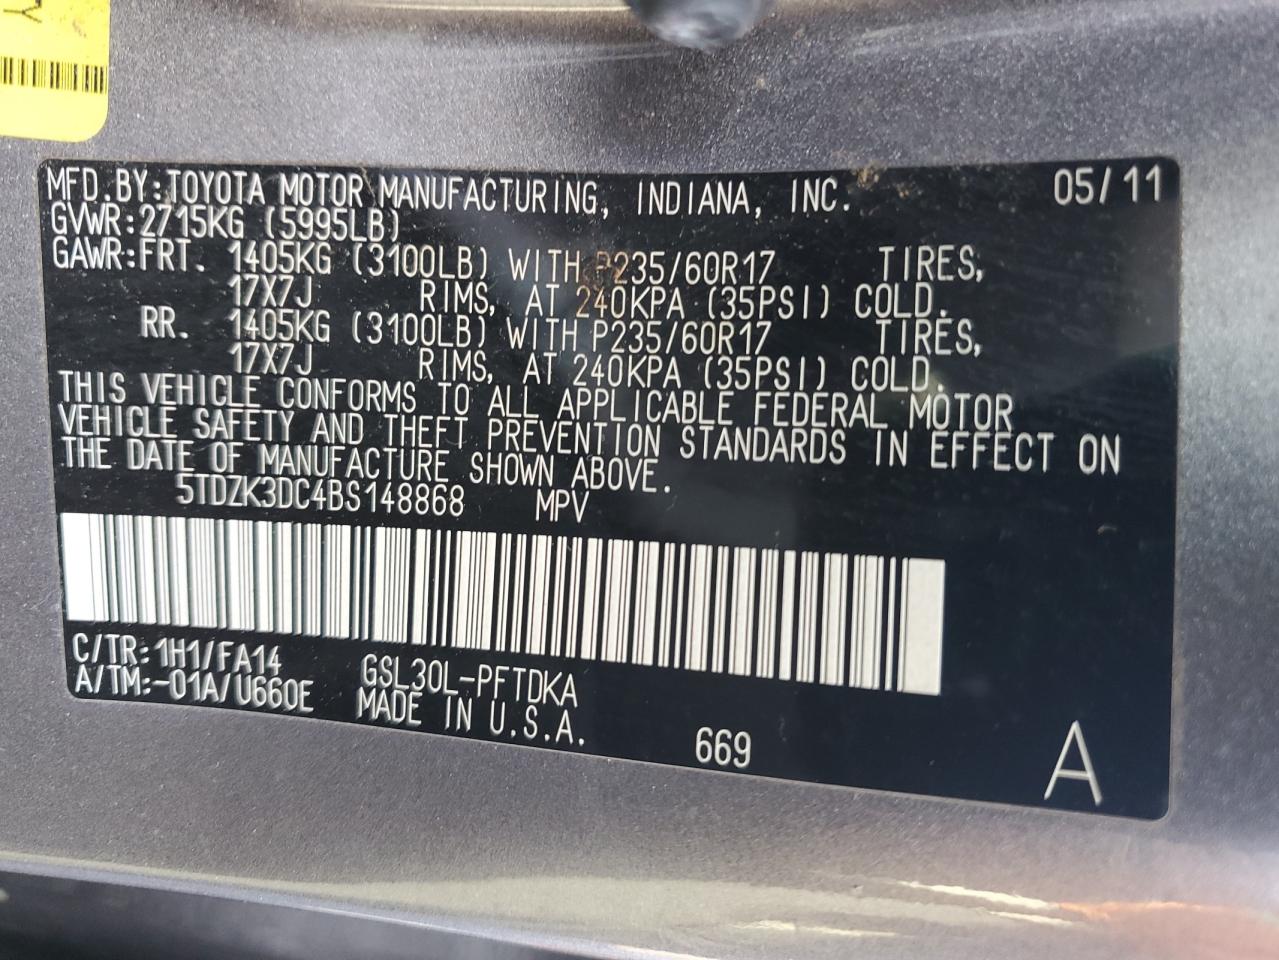 MFD.BY:TOYOTA MOTOR MANUFACTURING, INDIANA, INC. 05/11
GVWR:2715KG (5995LB)
GAWR:FRT. 1405KG (3100LB) WITH P235/60R17 TIRES,
17X7J RIMS, AT 240KPA (35PSI) COLD.
RR. 1405KG (3100LB) WITH P235/60R17 TIRES,
17X7J RIMS, AT 240KPA (35PSI) COLD.
THIS VEHICLE CONFORMS TO ALL APPLICABLE FEDERAL MOTOR
VEHICLE SAFETY AND THEFT PREVENTION STANDARDS IN EFFECT ON
THE DATE OF MANUFACTURE SHOWN ABOVE.
5TDZK3DC4BS148868 MPV
C/TR:1H1/FA14 GSL30L-PFTDKA
A/TM:-01A/U660E MADE IN U.S.A.
669 A